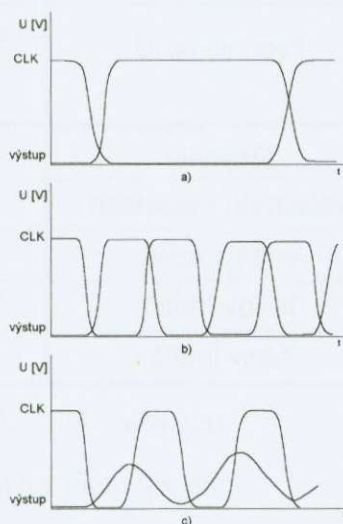 U [V]
CLK
výstup
t
a)
U [V]
CLK
výstup
t
b)
U [V]
CLK
výstup
c)